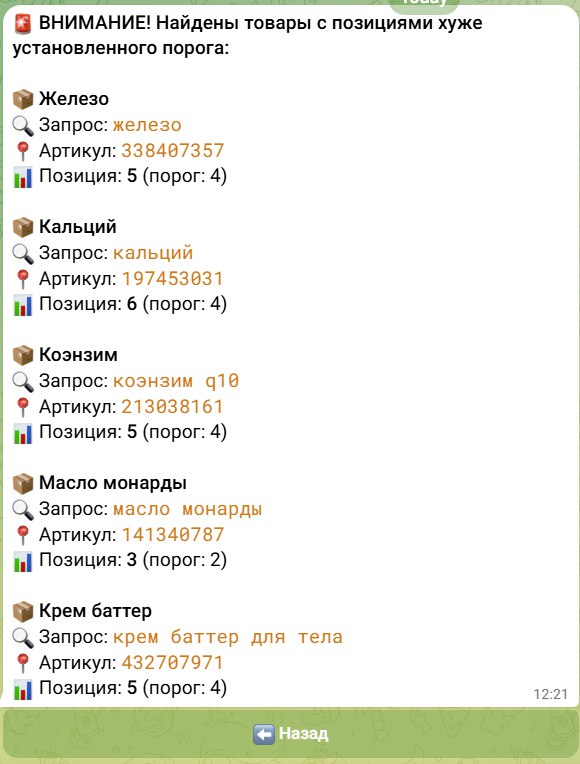 Today
🚨 ВНИМАНИЕ! Найдены товары с позициями хуже
установленного порога:
📦 Железо
🔍 Запрос: железо
📍 Артикул: 338407357
📊 Позиция: 5 (порог: 4)
📦 Кальций
🔍 Запрос: кальций
📍 Артикул: 197453031
📊 Позиция: 6 (порог: 4)
📦 Коэнзим
🔍 Запрос: коэнзим q10
📍 Артикул: 213038161
📊 Позиция: 5 (порог: 4)
📦 Масло монарды
🔍 Запрос: масло монарды
📍 Артикул: 141340787
📊 Позиция: 3 (порог: 2)
📦 Крем баттер
🔍 Запрос: крем баттер для тела
📍 Артикул: 432707971
📊 Позиция: 5 (порог: 4)
12:21
⬅️ Назад